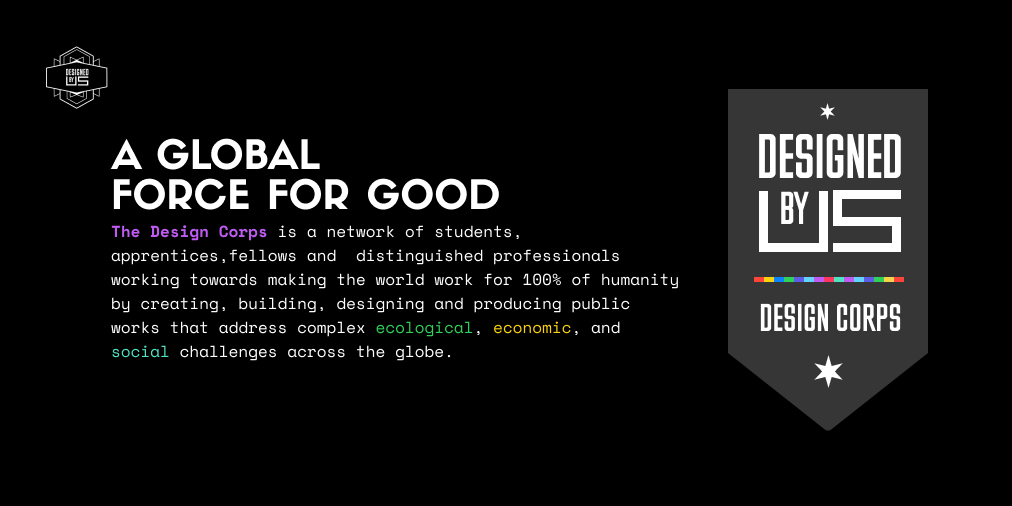 DESIGNED
BY US
A GLOBAL
FORCE FOR GOOD
The Design Corps is a network of students,
apprentices,fellows and  distinguished professionals
working towards making the world work for 100% of humanity
by creating, building, designing and producing public
works that address complex ecological, economic, and
social challenges across the globe.
DESIGNED
BY US
DESIGN CORPS